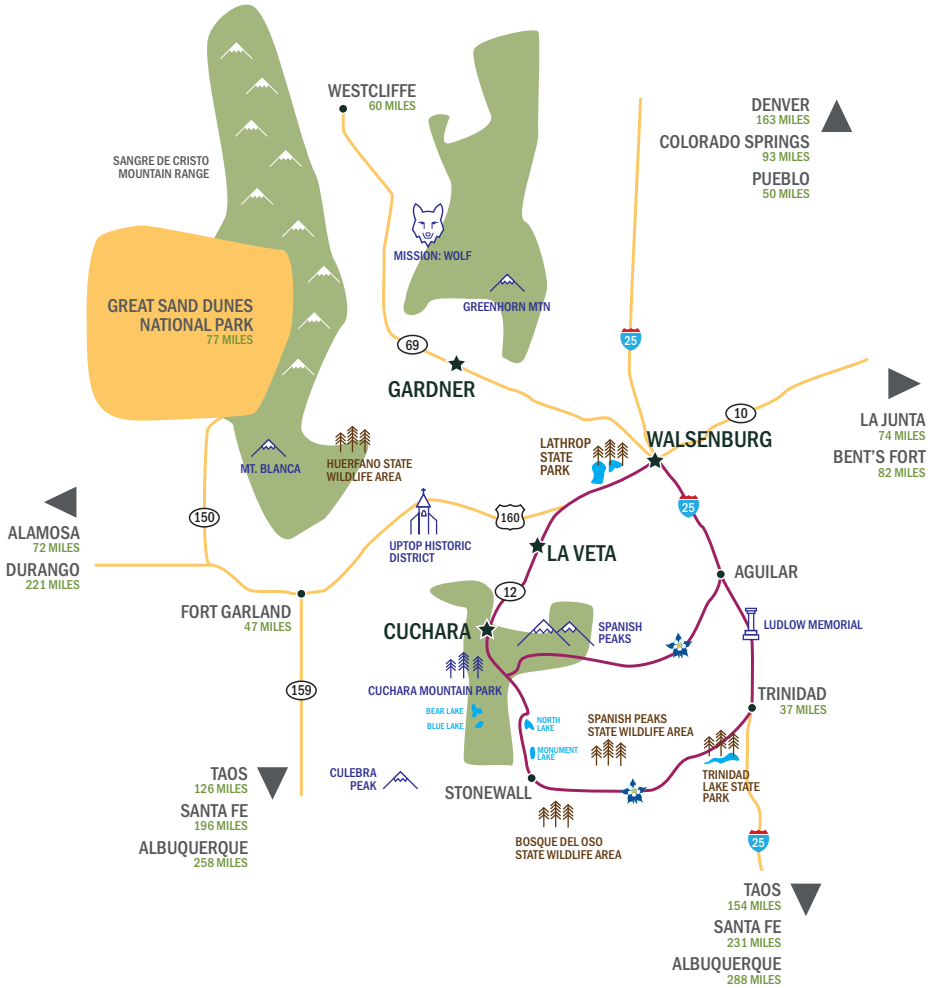 WESTCLIFFE
60 MILES
DENVER
163 MILES
COLORADO SPRINGS
93 MILES
PUEBLO
50 MILES
SANGRE DE CRISTO
MOUNTAIN RANGE
MISSION: WOLF
GREENHORN MTN
GREAT SAND DUNES
NATIONAL PARK
77 MILES
69
25
GARDNER
10
LA JUNTA
74 MILES
BENT'S FORT
82 MILES
WALSENBURG
LATHROP
STATE
PARK
MT. BLANCA
HUERFANO STATE
WILDLIFE AREA
150
160
25
ALAMOSA
72 MILES
DURANGO
221 MILES
UPTOP HISTORIC
DISTRICT
LA VETA
AGUILAR
12
FORT GARLAND
47 MILES
CUCHARA
SPANISH
PEAKS
LUDLOW MEMORIAL
CUCHARA MOUNTAIN PARK
159
TRINIDAD
37 MILES
BEAR LAKE
BLUE LAKE
NORTH
LAKE
MONUMENT
LAKE
SPANISH PEAKS
STATE WILDLIFE AREA
TRINIDAD
LAKE STATE
PARK
CULEBRA
PEAK
STONEWALL
TAOS
126 MILES
SANTA FE
196 MILES
ALBUQUERQUE
258 MILES
BOSQUE DEL OSO
STATE WILDLIFE AREA
25
TAOS
154 MILES
SANTA FE
231 MILES
ALBUQUERQUE
288 MILES